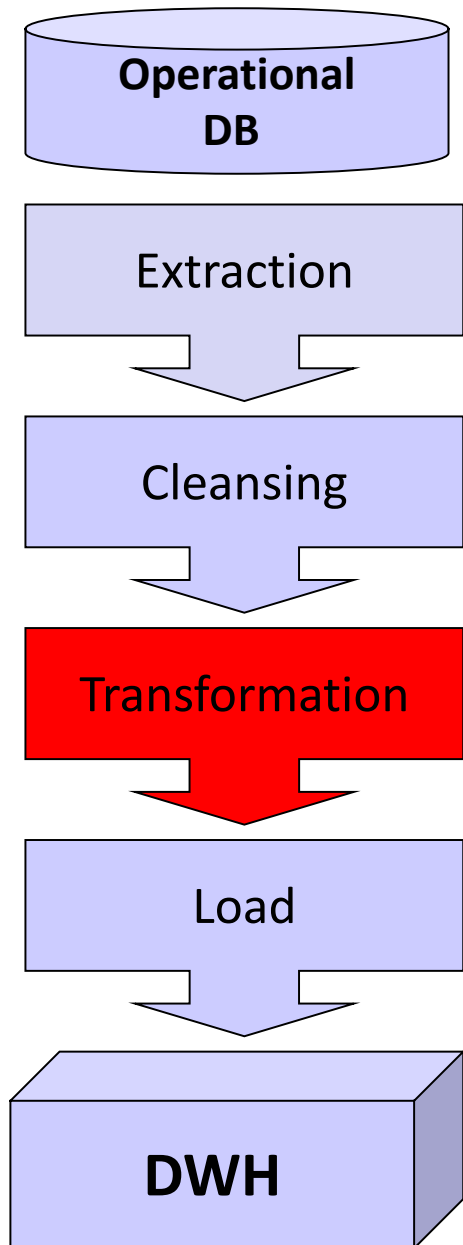 Operational
DB
Extraction
Cleansing
Transformation
Load
DWH